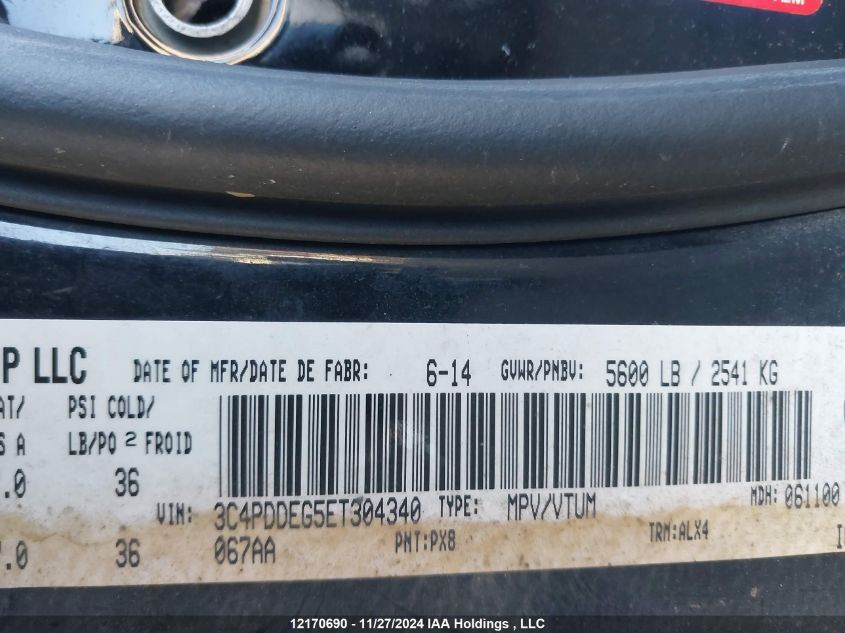 EM
P LLC DATE OF MFR/DATE DE FABR: 6-14 GVWR/PNBV: 5600 LB / 2541 KG
AT/ PSI COLD/
S A LB/PO 2 FROID
.0 36
VIN: 3C4PDDEG5ET304340 TYPE: MPV/VTUM MDH: 061100
7.0 36 067AA PNT:PX8 TRM:ALX4
12170690 - 11/27/2024 IAA Holdings , LLC